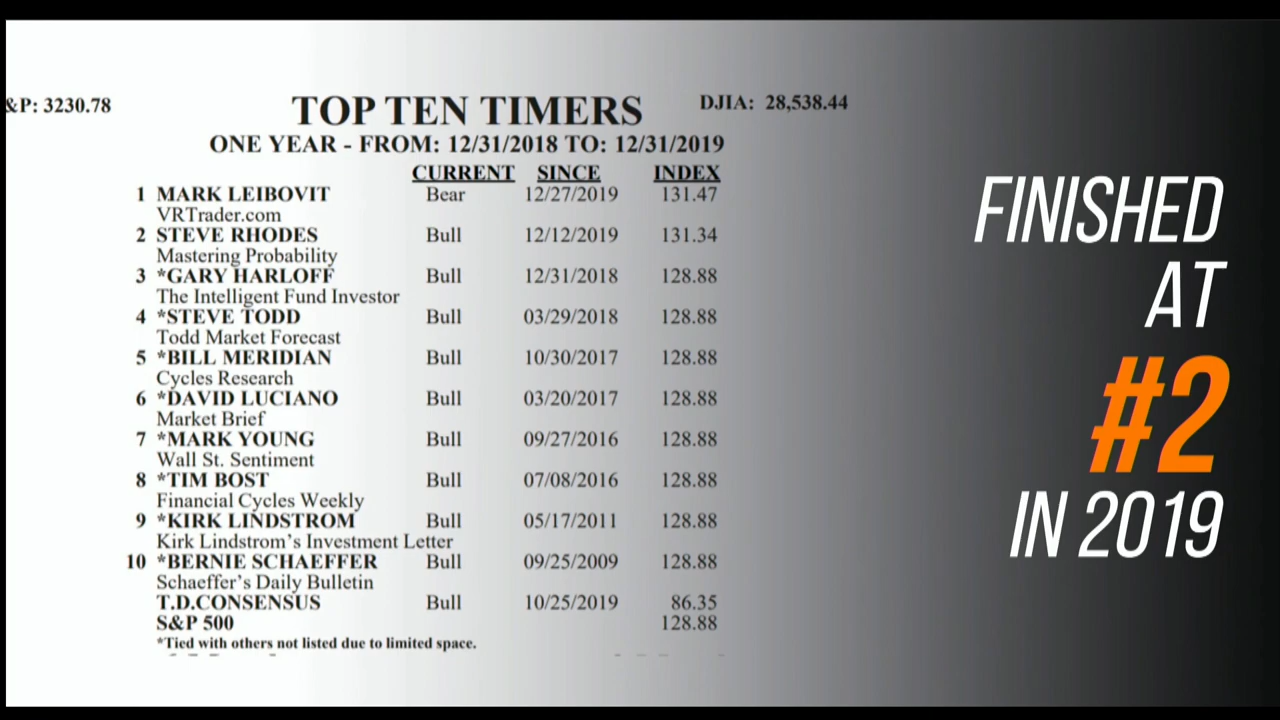 &P: 3230.78
TOP TEN TIMERS
DJIA: 28,538.44
ONE YEAR - FROM: 12/31/2018 TO: 12/31/2019
CURRENT SINCE INDEX
1 MARK LEIBOVIT Bear 12/27/2019 131.47
VRTrader.com
2 STEVE RHODES Bull 12/12/2019 131.34
Mastering Probability
3 *GARY HARLOFF Bull 12/31/2018 128.88
The Intelligent Fund Investor
4 *STEVE TODD Bull 03/29/2018 128.88
Todd Market Forecast
5 *BILL MERIDIAN Bull 10/30/2017 128.88
Cycles Research
6 *DAVID LUCIANO Bull 03/20/2017 128.88
Market Brief
7 *MARK YOUNG Bull 09/27/2016 128.88
Wall St. Sentiment
8 *TIM BOST Bull 07/08/2016 128.88
Financial Cycles Weekly
9 *KIRK LINDSTROM Bull 05/17/2011 128.88
Kirk Lindstrom's Investment Letter
10 *BERNIE SCHAEFFER Bull 09/25/2009 128.88
Schaeffer's Daily Bulletin
T.D.CONSENSUS Bull 10/25/2019 86.35
S&P 500 128.88
*Tied with others not listed due to limited space.
FINISHED
AT
#2
IN 2019